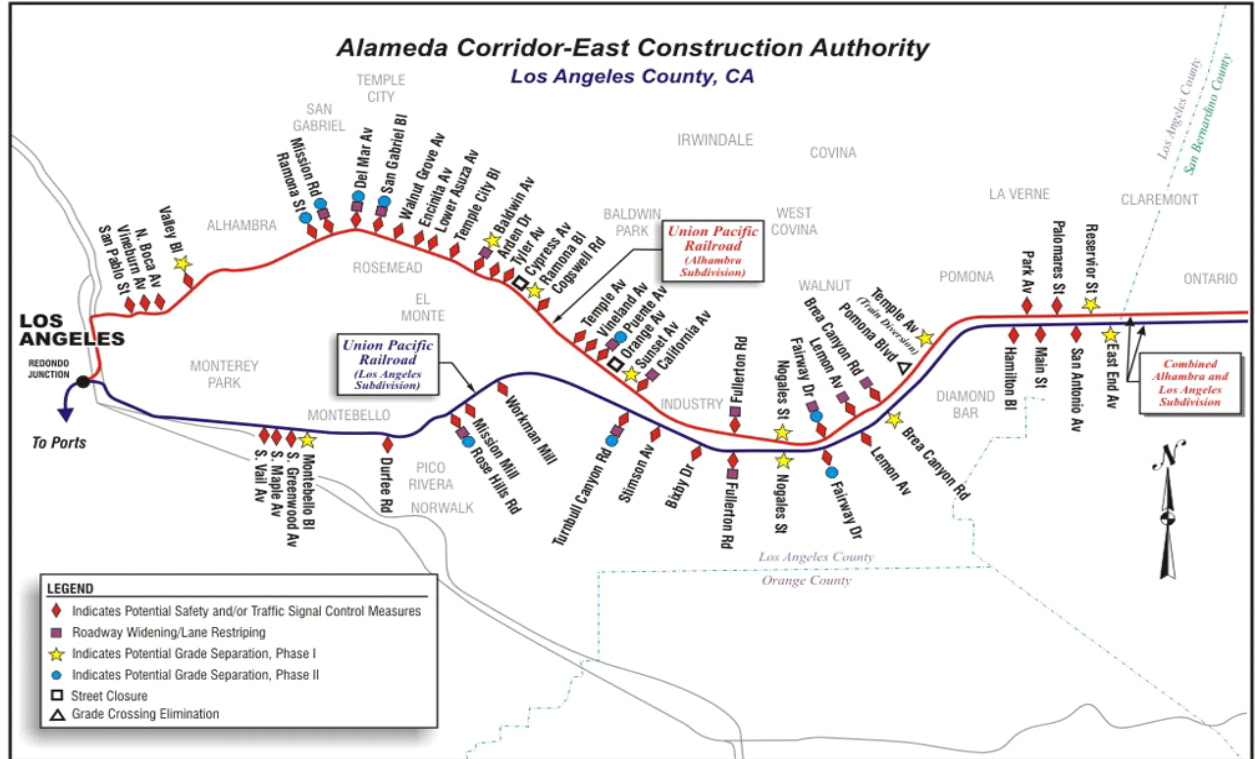 Alameda Corridor-East Construction Authority
Los Angeles County, CA
TEMPLE
CITY
SAN
GABRIEL
IRWINDALE
COVINA
Los Angeles County
San Bernardino County
LA VERNE
CLAREMONT
ALHAMBRA
ROSEMEAD
BALDWIN
PARK
WEST
COVINA
EL
MONTE
WALNUT
POMONA
ONTARIO
San Pablo St
Vineburn Av
N. Boca Av
Valley Bl
Ramona St
Mission Rd
Del Mar Av
San Gabriel Bl
Walnut Grove Av
Encinita Av
Lower Asuza Av
Temple City Bl
Baldwin Av
Arden Dr
Tyler Av
Cypress Av
Ramona Bl
Cogswell Rd
Temple Av
Vineland Av
Puente Av
Orange Av
Sunset Av
California Av
Fullerton Rd
Nogales St
Fairway Dr
Lemon Av
Brea Canyon Rd
Pomona Blvd
Temple Av
(Train Diversion)
Park Av
Palomares St
Reservior St
Union Pacific
Railroad
(Alhambra
Subdivision)
Union Pacific
Railroad
(Los Angeles
Subdivision)
Combined
Alhambra and
Los Angeles
Subdivision
LOS
ANGELES
REDONDO
JUNCTION
To Ports
MONTEREY
PARK
MONTEBELLO
PICO
RIVERA
NORWALK
INDUSTRY
DIAMOND
BAR
S. Vail Av
S. Maple Av
S. Greenwood Av
Montebello Bl
Durfee Rd
Rose Hills Rd
Mission Mill
Workman Mill
Turnbull Canyon Rd
Stimson Av
Bixby Dr
Fullerton Rd
Nogales St
Fairway Dr
Lemon Av
Brea Canyon Rd
Hamilton Bl
Main St
San Antonio Av
East End Av
N
Los Angeles County
Orange County
LEGEND
Indicates Potential Safety and/or Traffic Signal Control Measures
Roadway Widening/Lane Restriping
Indicates Potential Grade Separation, Phase I
Indicates Potential Grade Separation, Phase II
Street Closure
Grade Crossing Elimination